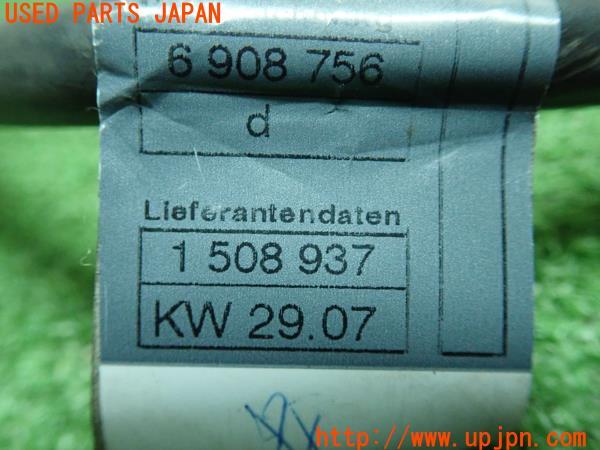 USED PARTS JAPAN
6 908 756
d
Lieferantendaten
1 508 937
KW 29.07
http://www.upjpn.com